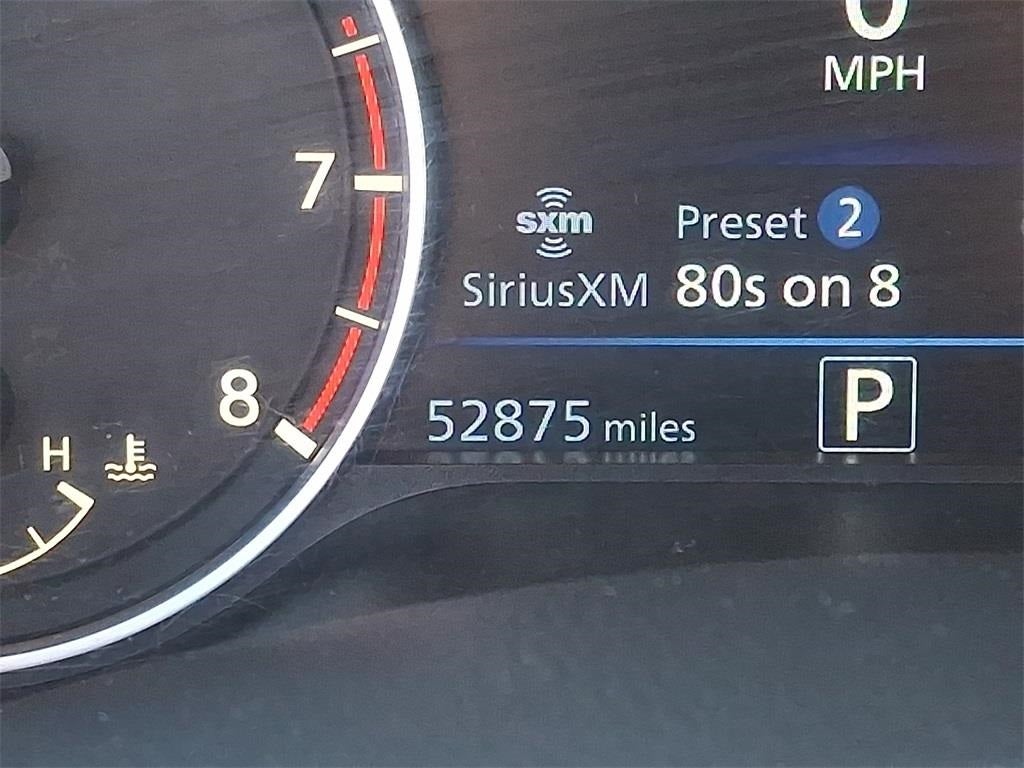 0
MPH
7
sxm
Preset 2
SiriusXM 80s on 8
8
52875 miles
P
H